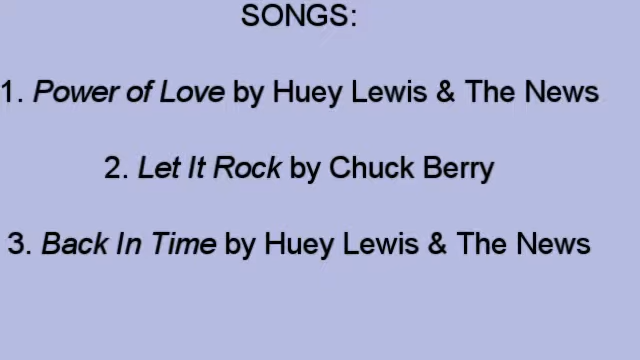 SONGS:
1. Power of Love by Huey Lewis & The News
2. Let It Rock by Chuck Berry
3. Back In Time by Huey Lewis & The News